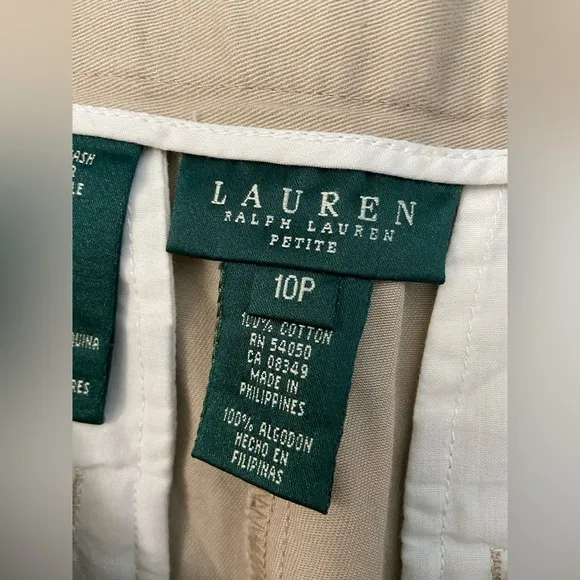 LAUREN
RALPH LAUREN
PETITE
10P
100% COTTON
RN 54050
CA 08349
MADE IN
PHILIPPINES
100% ALGODON
HECHO EN
FILIPINAS